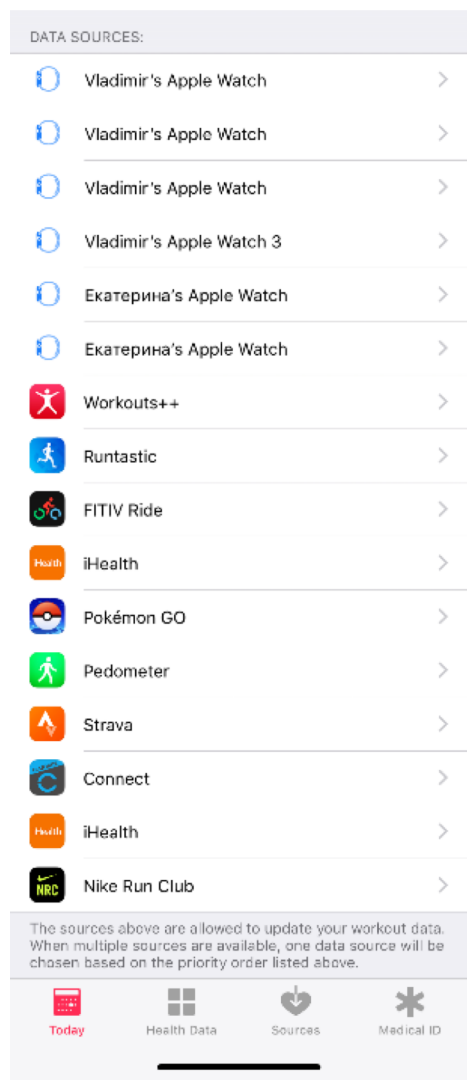 DATA SOURCES:
Vladimir's Apple Watch
Vladimir's Apple Watch
Vladimir's Apple Watch
Vladimir's Apple Watch 3
Екатерина's Apple Watch
Екатерина's Apple Watch
Workouts++
Runtastic
FITIV Ride
Health iHealth
Pokémon GO
Pedometer
Strava
Connect
Health iHealth
NRC Nike Run Club
The sources above are allowed to update your workout data.
When multiple sources are available, one data source will be
chosen based on the priority order listed above.
Today Health Data Sources Medical ID